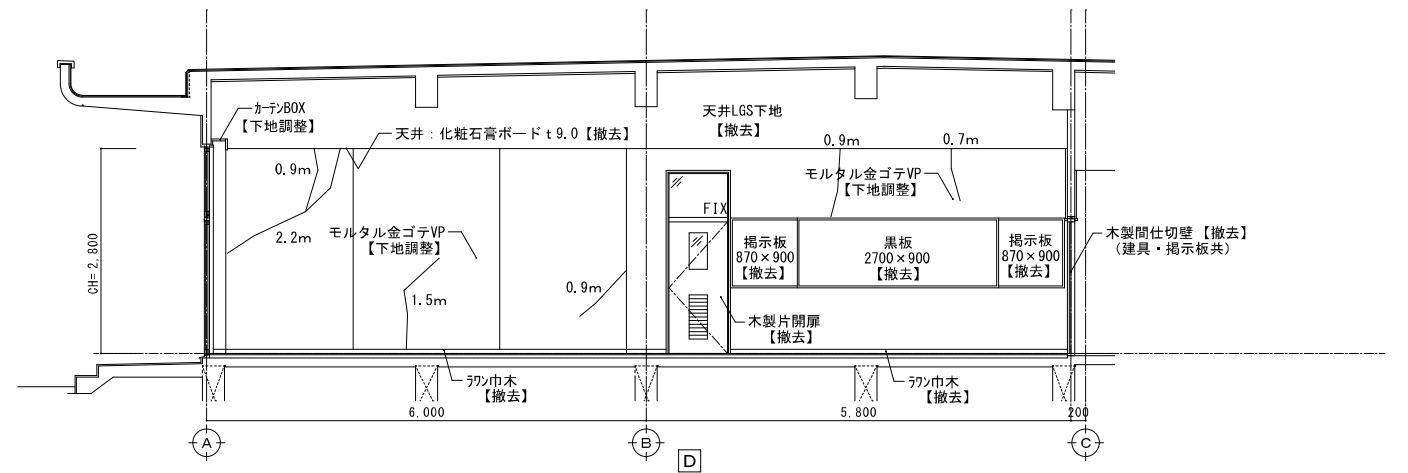 カーテンBOX
【下地調整】
天井：化粧石膏ボードｔ9.0【撤去】
天井LGS下地
【撤去】
0.9m
0.7m
0.9m
モルタル金ゴテVP
【下地調整】
2.2m
モルタル金ゴテVP
【下地調整】
FIX
CH=2,800
掲示板
870×900
【撤去】
黒板
2700×900
【撤去】
掲示板
870×900
【撤去】
木製間仕切壁【撤去】
（建具・掲示板共）
1.5m
0.9m
木製片開扉
【撤去】
ラワン巾木
【撤去】
ラワン巾木
【撤去】
6,000
5,800
200
A
B
C
D